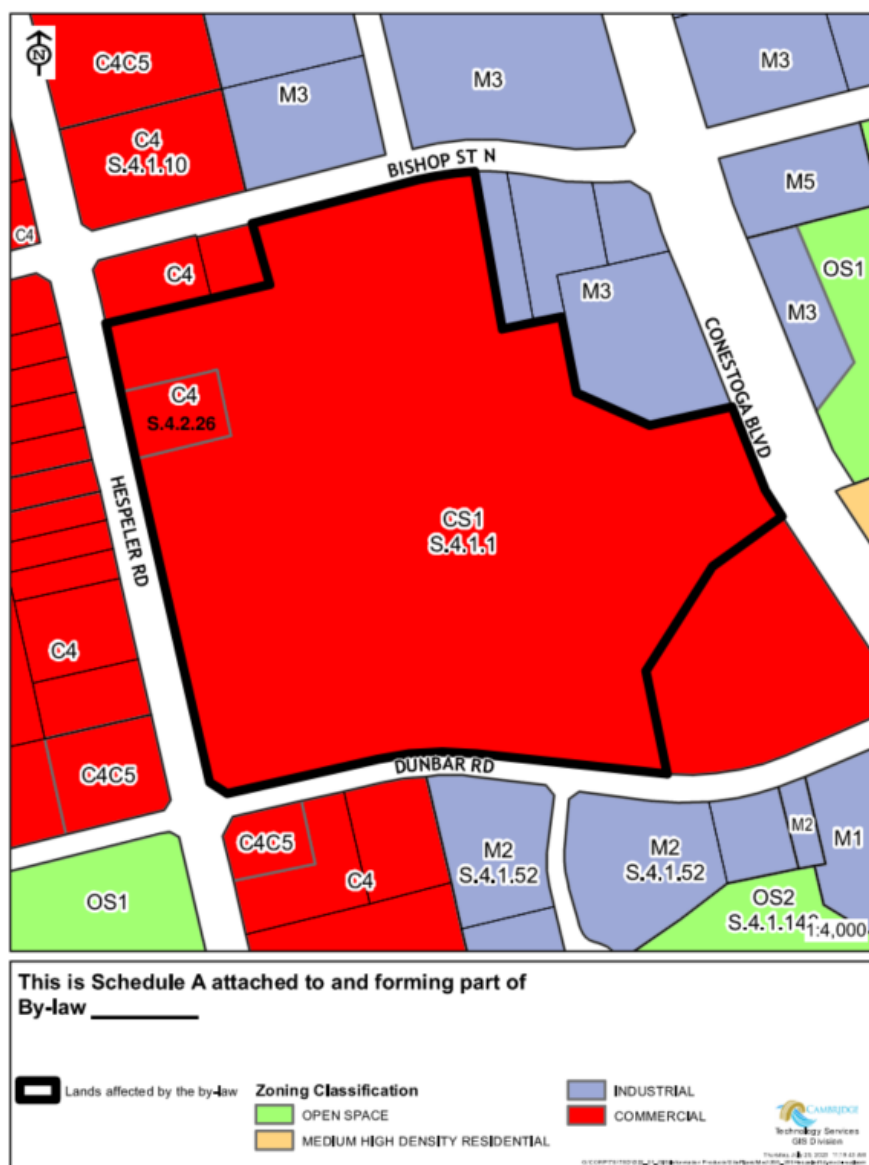 N
C4C5
M3
M3
M3
C4
S.4.1.10
BISHOP ST N
M5
C4
C4
OS1
M3
M3
CONESTOGA BLVD
C4
S.4.2.26
HESPELER RD
CS1
S.4.1.1
C4
C4C5
DUNBAR RD
C4C5
C4
M2
S.4.1.52
M2
S.4.1.52
M2
M1
OS1
OS2
1:4,000
This is Schedule A attached to and forming part of
By-law
Lands affected by the by-law
Zoning Classification
OPEN SPACE
MEDIUM HIGH DENSITY RESIDENTIAL
INDUSTRIAL
COMMERCIAL
CAMBRIDGE
Technology Services
GIS Division